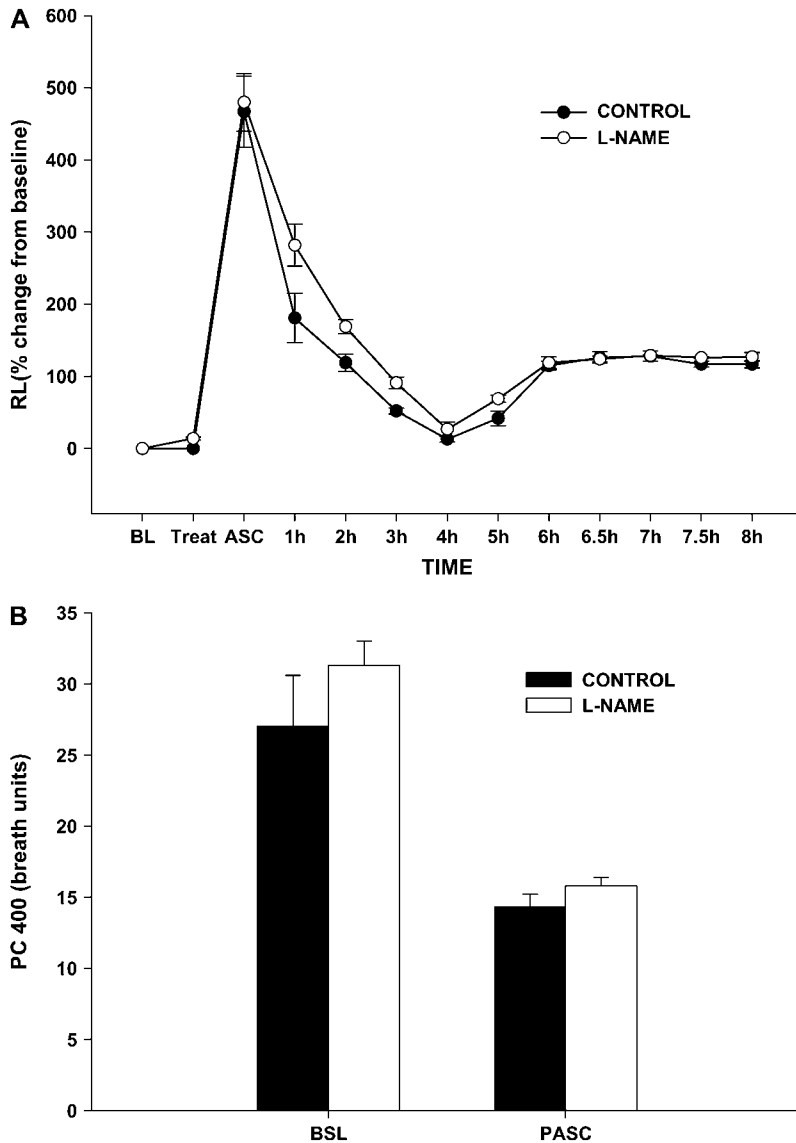 A
600
500
400
300
200
100
0
RL(% change from baseline)
CONTROL
L-NAME
BL Treat ASC 1h 2h 3h 4h 5h 6h 6.5h 7h 7.5h 8h
TIME
B
35
30
25
20
15
10
5
0
PC 400 (breath units)
CONTROL
L-NAME
BSL PASC